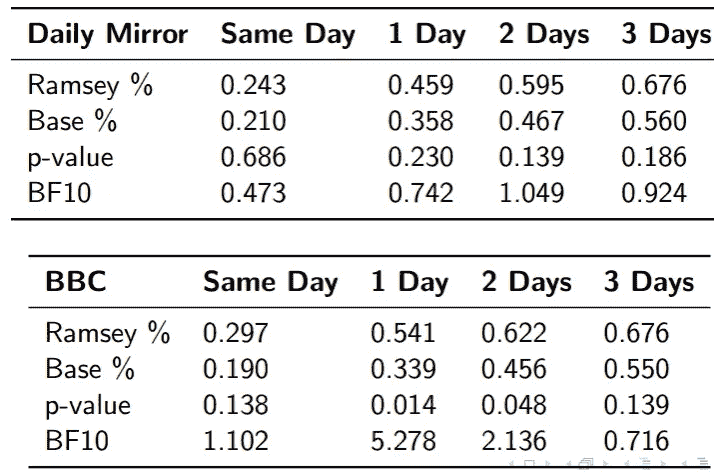 Daily Mirror Same Day 1 Day 2 Days 3 Days
Ramsey % 0.243 0.459 0.595 0.676
Base % 0.210 0.358 0.467 0.560
p-value 0.686 0.230 0.139 0.186
BF10 0.473 0.742 1.049 0.924
BBC Same Day 1 Day 2 Days 3 Days
Ramsey % 0.297 0.541 0.622 0.676
Base % 0.190 0.339 0.456 0.550
p-value 0.138 0.014 0.048 0.139
BF10 1.102 5.278 2.136 0.716